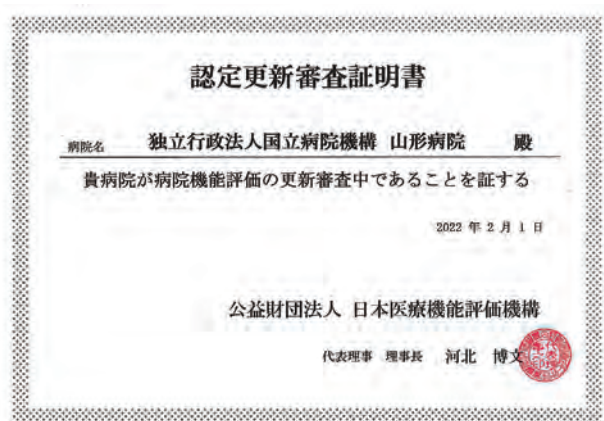 認定更新審査証明書
病院名 独立行政法人国立病院機構 山形病院 殿
貴病院が病院機能評価の更新審査中であることを証する
2022 年 2 月 1 日
公益財団法人 日本医療機能評価機構
代表理事 理事長 河北 博文